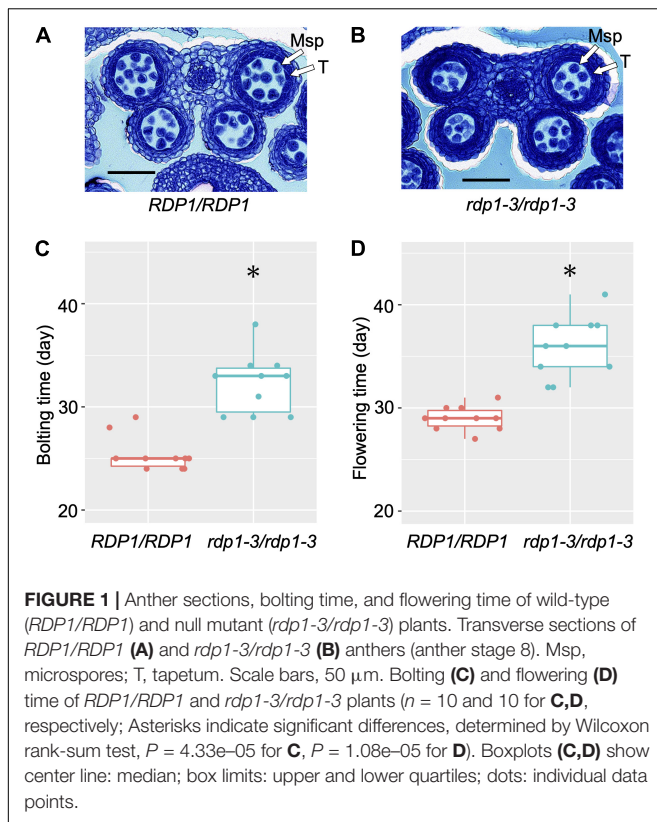 A
Msp
T
RDP1/RDP1
B
Msp
T
rdp1-3/rdp1-3
C
Bolting time (day)
40
30
20
*
RDP1/RDP1 rdp1-3/rdp1-3
D
Flowering time (day)
40
30
20
*
RDP1/RDP1 rdp1-3/rdp1-3
FIGURE 1 | Anther sections, bolting time, and flowering time of wild-type
(RDP1/RDP1) and null mutant (rdp1-3/rdp1-3) plants. Transverse sections of
RDP1/RDP1 (A) and rdp1-3/rdp1-3 (B) anthers (anther stage 8). Msp,
microspores; T, tapetum. Scale bars, 50 μm. Bolting (C) and flowering (D)
time of RDP1/RDP1 and rdp1-3/rdp1-3 plants (n = 10 and 10 for C,D,
respectively; Asterisks indicate significant differences, determined by Wilcoxon
rank-sum test, P = 4.33e–05 for C, P = 1.08e–05 for D). Boxplots (C,D) show
center line: median; box limits: upper and lower quartiles; dots: individual data
points.